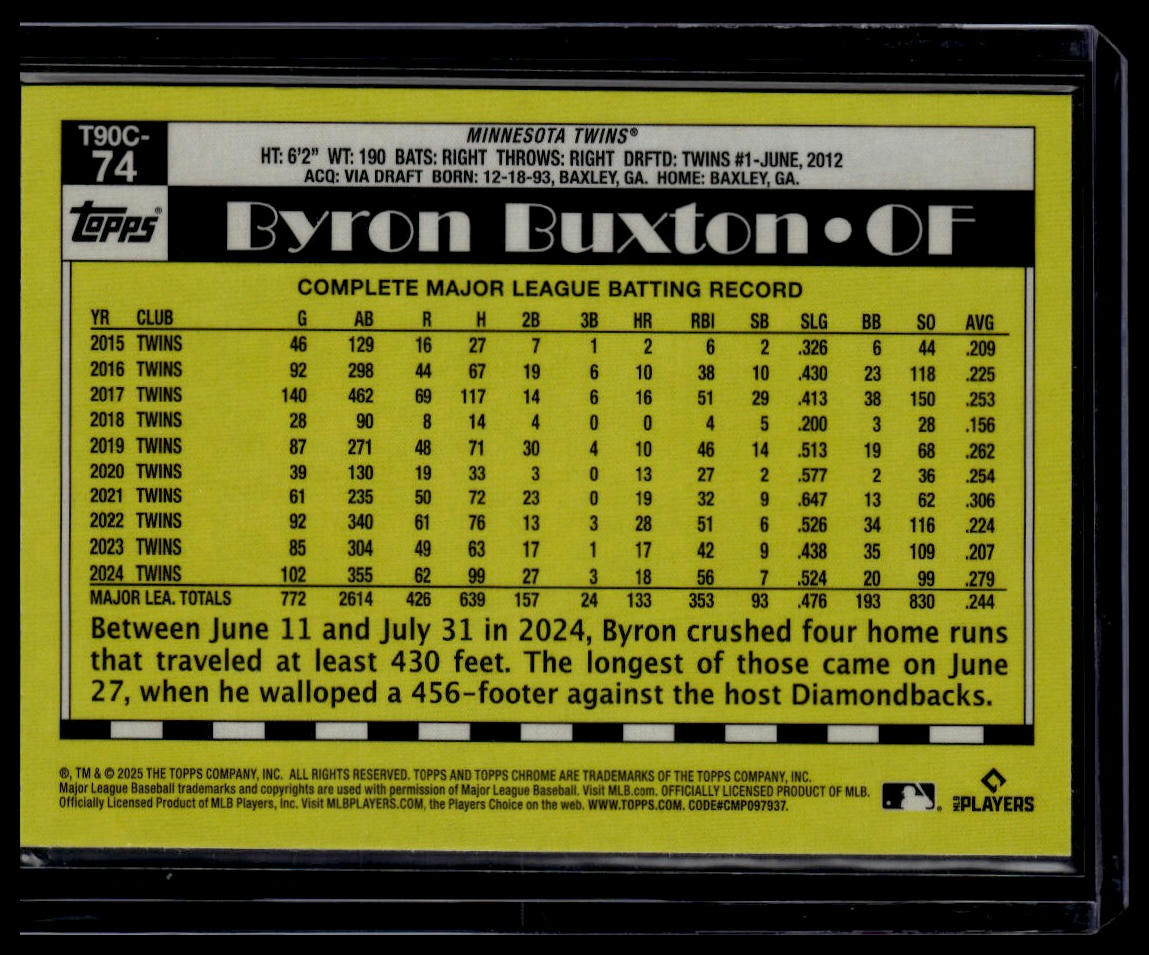 T90C-
74
MINNESOTA TWINS®
HT: 6'2" WT: 190 BATS: RIGHT THROWS: RIGHT DRFTD: TWINS #1-JUNE, 2012
ACQ: VIA DRAFT BORN: 12-18-93, BAXLEY, GA. HOME: BAXLEY, GA.
topps®
Byron Buxton • OF
COMPLETE MAJOR LEAGUE BATTING RECORD
YR CLUB G AB R H 2B 3B HR RBI SB SLG BB SO AVG
2015 TWINS 46 129 16 27 7 1 2 6 2 .326 6 44 .209
2016 TWINS 92 298 44 67 19 6 10 38 10 .430 23 118 .225
2017 TWINS 140 462 69 117 14 6 16 51 29 .413 38 150 .253
2018 TWINS 28 90 8 14 4 0 0 4 5 .200 3 28 .156
2019 TWINS 87 271 48 71 30 4 10 46 14 .513 19 68 .262
2020 TWINS 39 130 19 33 3 0 13 27 2 .577 2 36 .254
2021 TWINS 61 235 50 72 23 0 19 32 9 .647 13 62 .306
2022 TWINS 92 340 61 76 13 3 28 51 6 .526 34 116 .224
2023 TWINS 85 304 49 63 17 1 17 42 9 .438 35 109 .207
2024 TWINS 102 355 62 99 27 3 18 56 7 .524 20 99 .279
MAJOR LEA. TOTALS 772 2614 426 639 157 24 133 353 93 .476 193 830 .244
Between June 11 and July 31 in 2024, Byron crushed four home runs
that traveled at least 430 feet. The longest of those came on June
27, when he walloped a 456-footer against the host Diamondbacks.
®, TM & © 2025 THE TOPPS COMPANY, INC. ALL RIGHTS RESERVED. TOPPS AND TOPPS CHROME ARE TRADEMARKS OF THE TOPPS COMPANY, INC.
Major League Baseball trademarks and copyrights are used with permission of Major League Baseball. Visit MLB.com. OFFICIALLY LICENSED PRODUCT OF MLB.
Officially Licensed Product of MLB Players, Inc. Visit MLBPLAYERS.COM, the Players Choice on the web. WWW.TOPPS.COM. CODE#CMP097937.
MLB PLAYERS